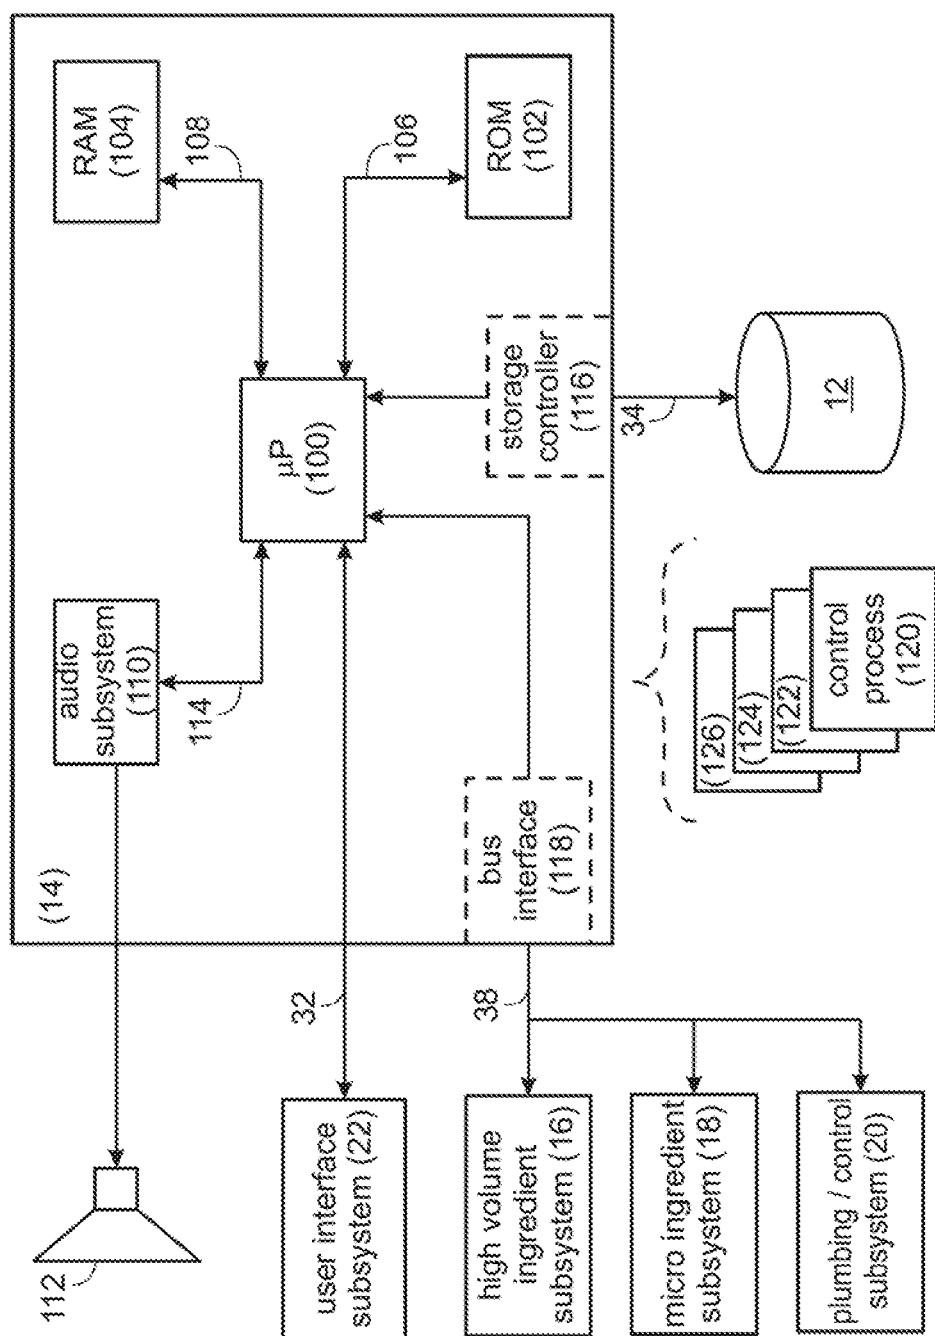 RAM
(104)
108
106
ROM
(102)
µP
(100)
storage
controller
(116)
34
12
audio
subsystem
(110)
114
(14)
bus
interface
(118)
(126)
(124)
(122)
control
process
(120)
32
38
112
user interface
subsystem (22)
high volume
ingredient
subsystem (16)
micro ingredient
subsystem (18)
plumbing / control
subsystem (20)